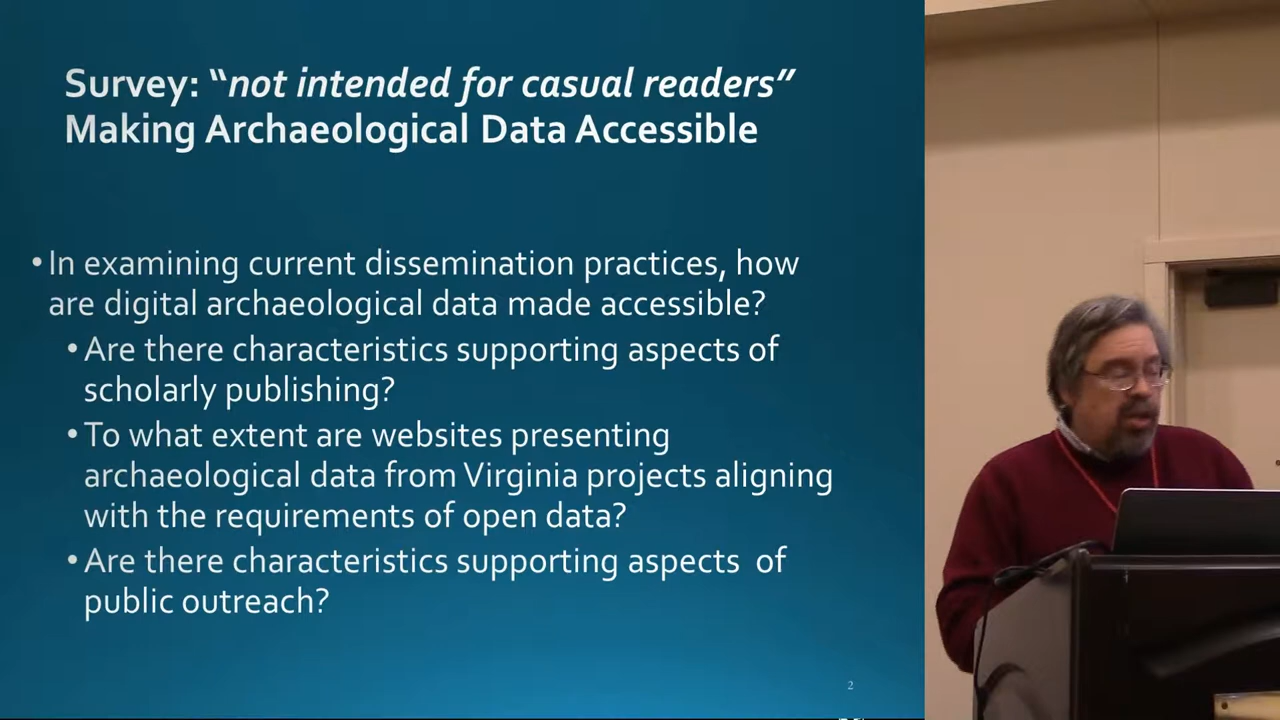 Survey: “not intended for casual readers”
Making Archaeological Data Accessible
• In examining current dissemination practices, how
are digital archaeological data made accessible?
• Are there characteristics supporting aspects of
scholarly publishing?
• To what extent are websites presenting
archaeological data from Virginia projects aligning
with the requirements of open data?
• Are there characteristics supporting aspects of
public outreach?
2